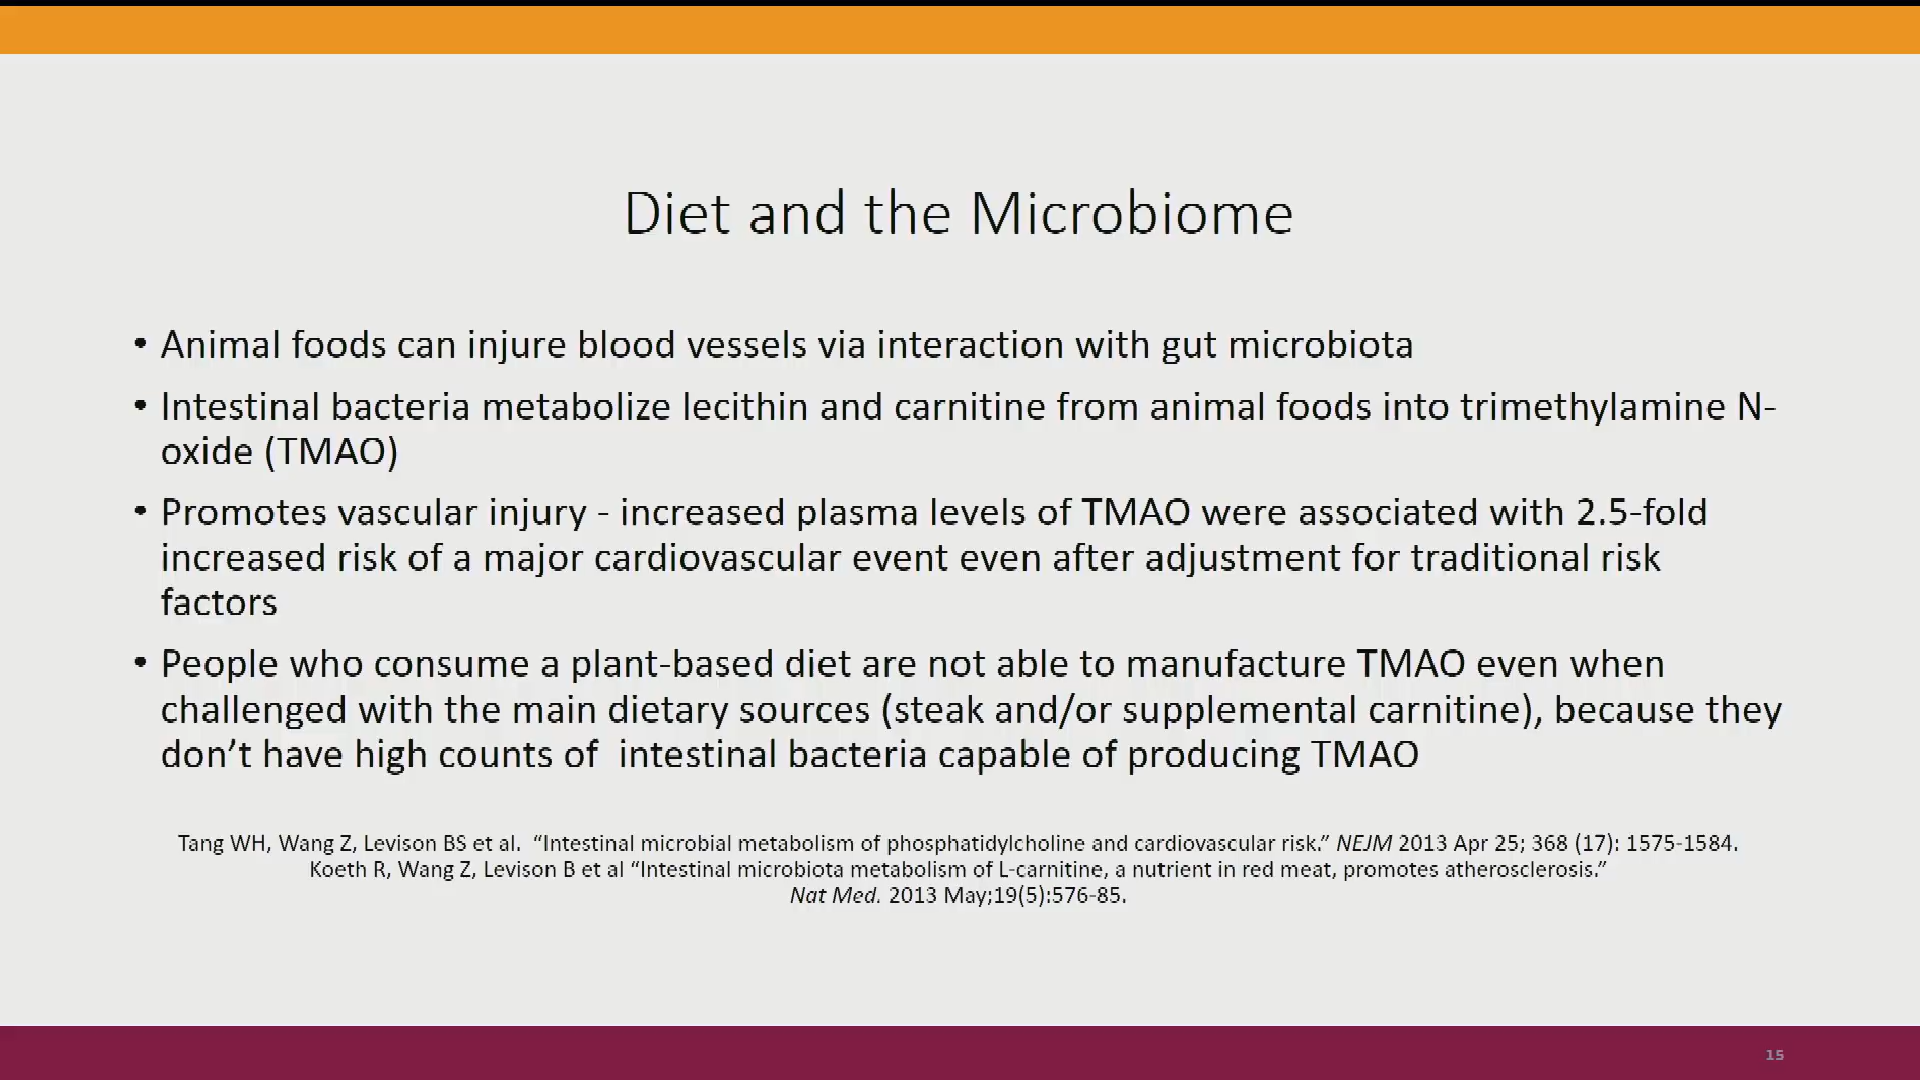 Diet and the Microbiome
• Animal foods can injure blood vessels via interaction with gut microbiota
• Intestinal bacteria metabolize lecithin and carnitine from animal foods into trimethylamine N-
oxide (TMAO)
• Promotes vascular injury - increased plasma levels of TMAO were associated with 2.5-fold
increased risk of a major cardiovascular event even after adjustment for traditional risk
factors
• People who consume a plant-based diet are not able to manufacture TMAO even when
challenged with the main dietary sources (steak and/or supplemental carnitine), because they
don’t have high counts of  intestinal bacteria capable of producing TMAO
Tang WH, Wang Z, Levison BS et al.  “Intestinal microbial metabolism of phosphatidylcholine and cardiovascular risk.” NEJM 2013 Apr 25; 368 (17): 1575-1584.
Koeth R, Wang Z, Levison B et al “Intestinal microbiota metabolism of L-carnitine, a nutrient in red meat, promotes atherosclerosis.”
Nat Med. 2013 May;19(5):576-85.
15